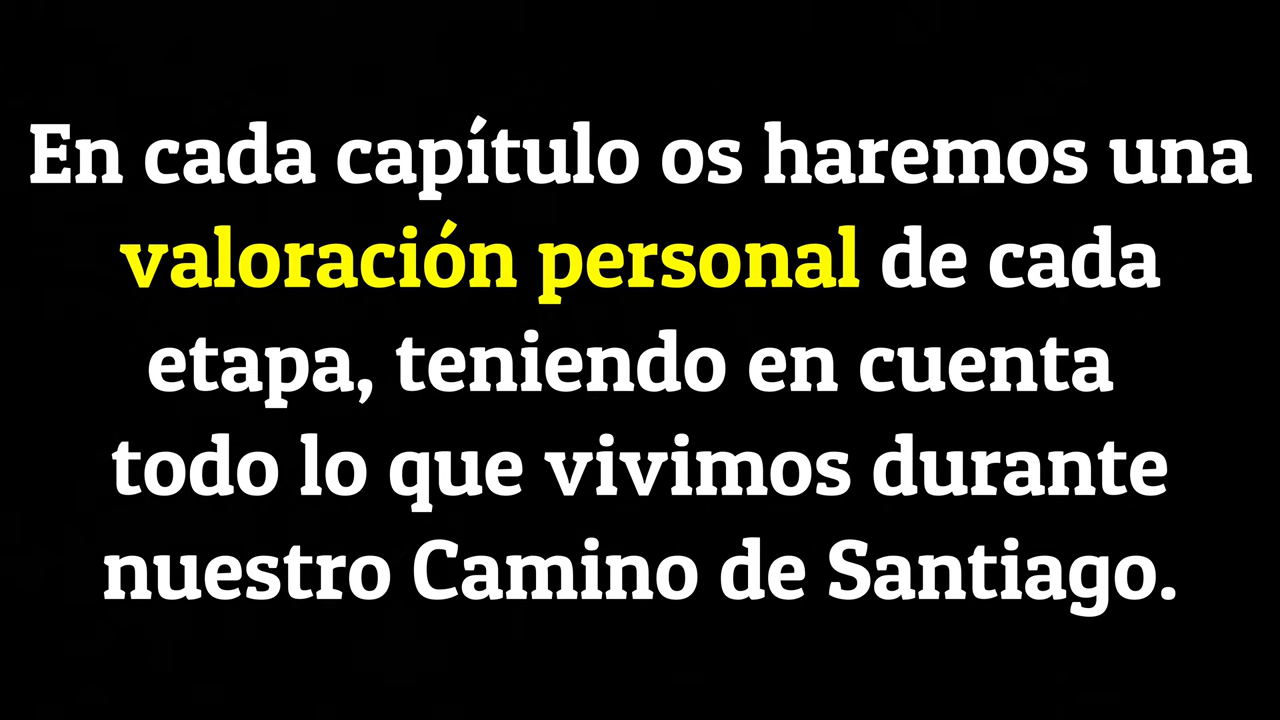 En cada capítulo os haremos una
valoración personal de cada
etapa, teniendo en cuenta
todo lo que vivimos durante
nuestro Camino de Santiago.